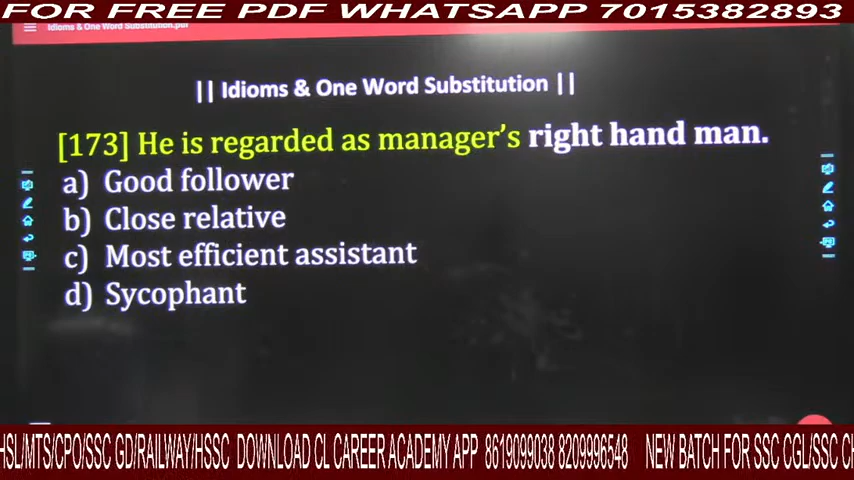 FOR FREE PDF WHATSAPP 7015382893
Idioms & One Word Substitution.pdf
|| Idioms & One Word Substitution ||
[173] He is regarded as manager's right hand man.
a) Good follower
b) Close relative
c) Most efficient assistant
d) Sycophant
HSL/MTS/CPO/SSC GD/RAILWAY/HSSC DOWNLOAD CL CAREER ACADEMY APP 8619099038 8209996548 NEW BATCH FOR SSC CGL/SSC CH